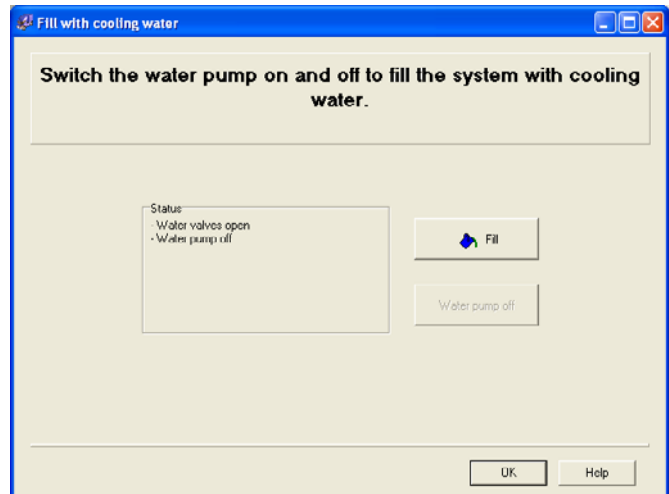 Fill with cooling water
Switch the water pump on and off to fill the system with cooling
water.
Status
- Water valves open
- Water pump off
Fill
Water pump off
OK
Help